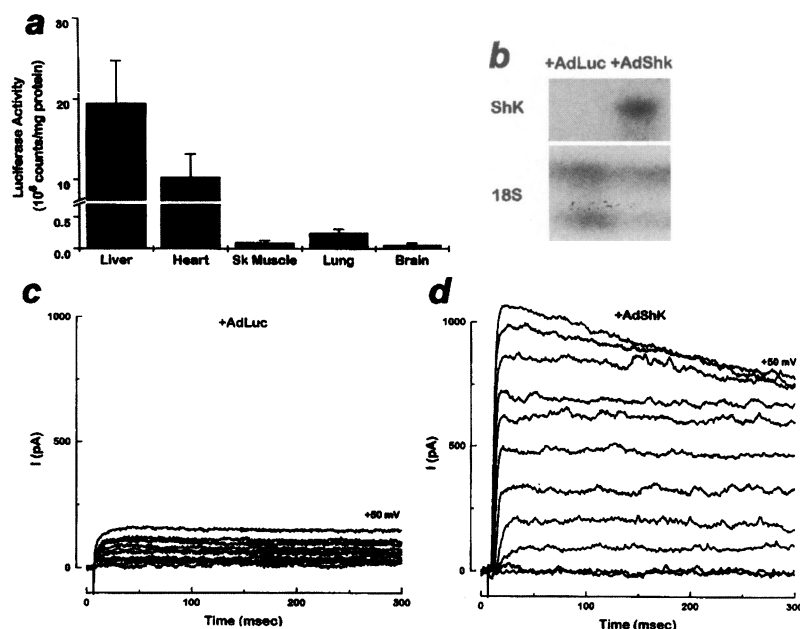 a
Luciferase Activity
(10⁶ counts/mg protein)
30
20
10
0.5
0.0
Liver Heart Sk Muscle Lung Brain
b
+AdLuc +AdShk
ShK
18S
c
+AdLuc
I (pA)
1000
500
0
+50 mV
0 100 200 300
Time (msec)
d
+AdShK
I (pA)
1000
500
0
+50 mV
0 100 200 300
Time (msec)